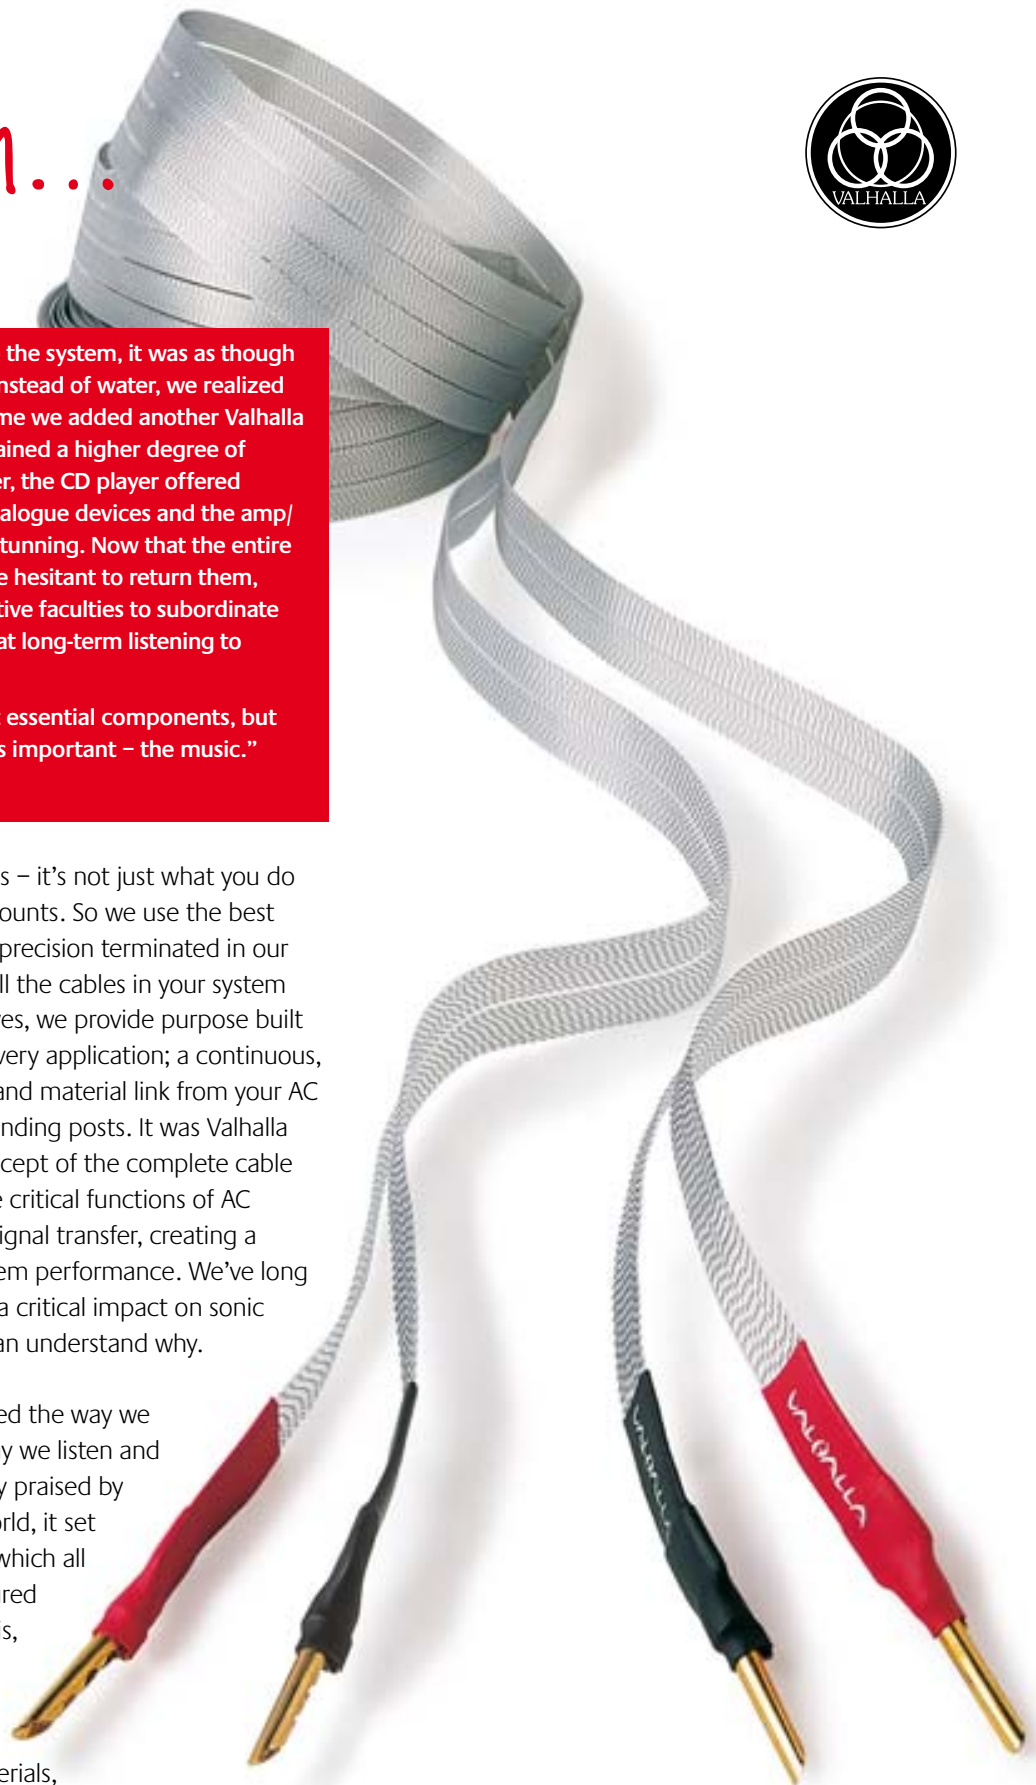 ...
VALHALLA
the system, it was as though
nstead of water, we realized
me we added another Valhalla
ained a higher degree of
er, the CD player offered
alogue devices and the amp/
tunning. Now that the entire
e hesitant to return them,
tive faculties to subordinate
at long-term listening to
t essential components, but
s important – the music.”
s – it’s not just what you do
ounts. So we use the best
precision terminated in our
ll the cables in your system
ves, we provide purpose built
very application; a continuous,
and material link from your AC
nding posts. It was Valhalla
cept of the complete cable
e critical functions of AC
ignal transfer, creating a
em performance. We’ve long
a critical impact on sonic
an understand why.
ed the way we
y we listen and
y praised by
orld, it set
which all
ured
is,
erials,
VALHALLA
VALHALLA